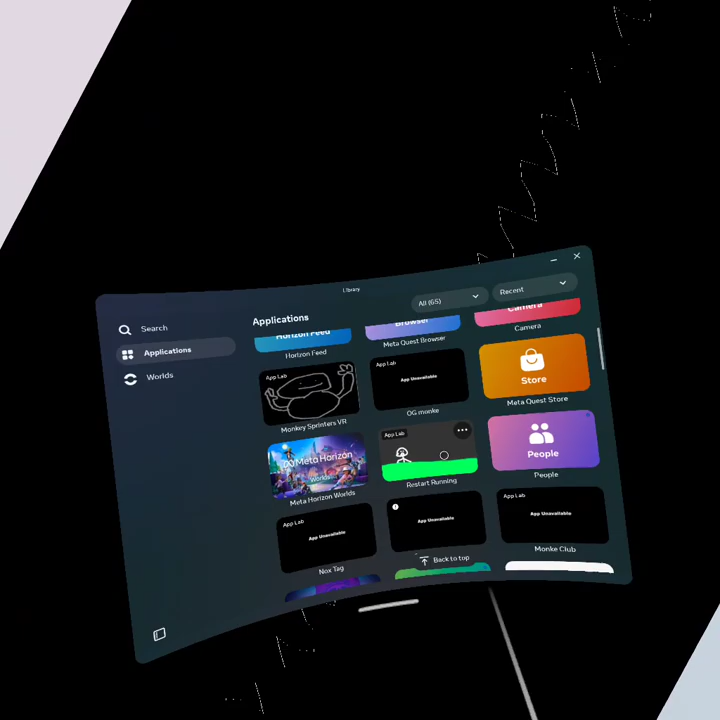 Library
Search
Applications
Worlds
Applications
All (65)
Recent
Horizon Feed
Horizon Feed
Browser
Meta Quest Browser
Camera
Camera
App Lab
Monkey Sprinters VR
App Lab
App Unavailable
OG monke
Store
Meta Quest Store
Meta Horizon
Worlds
Meta Horizon Worlds
App Lab
Restart Running
People
People
App Lab
App Unavailable
Nox Tag
App Unavailable
App Lab
App Unavailable
Monke Club
Back to top